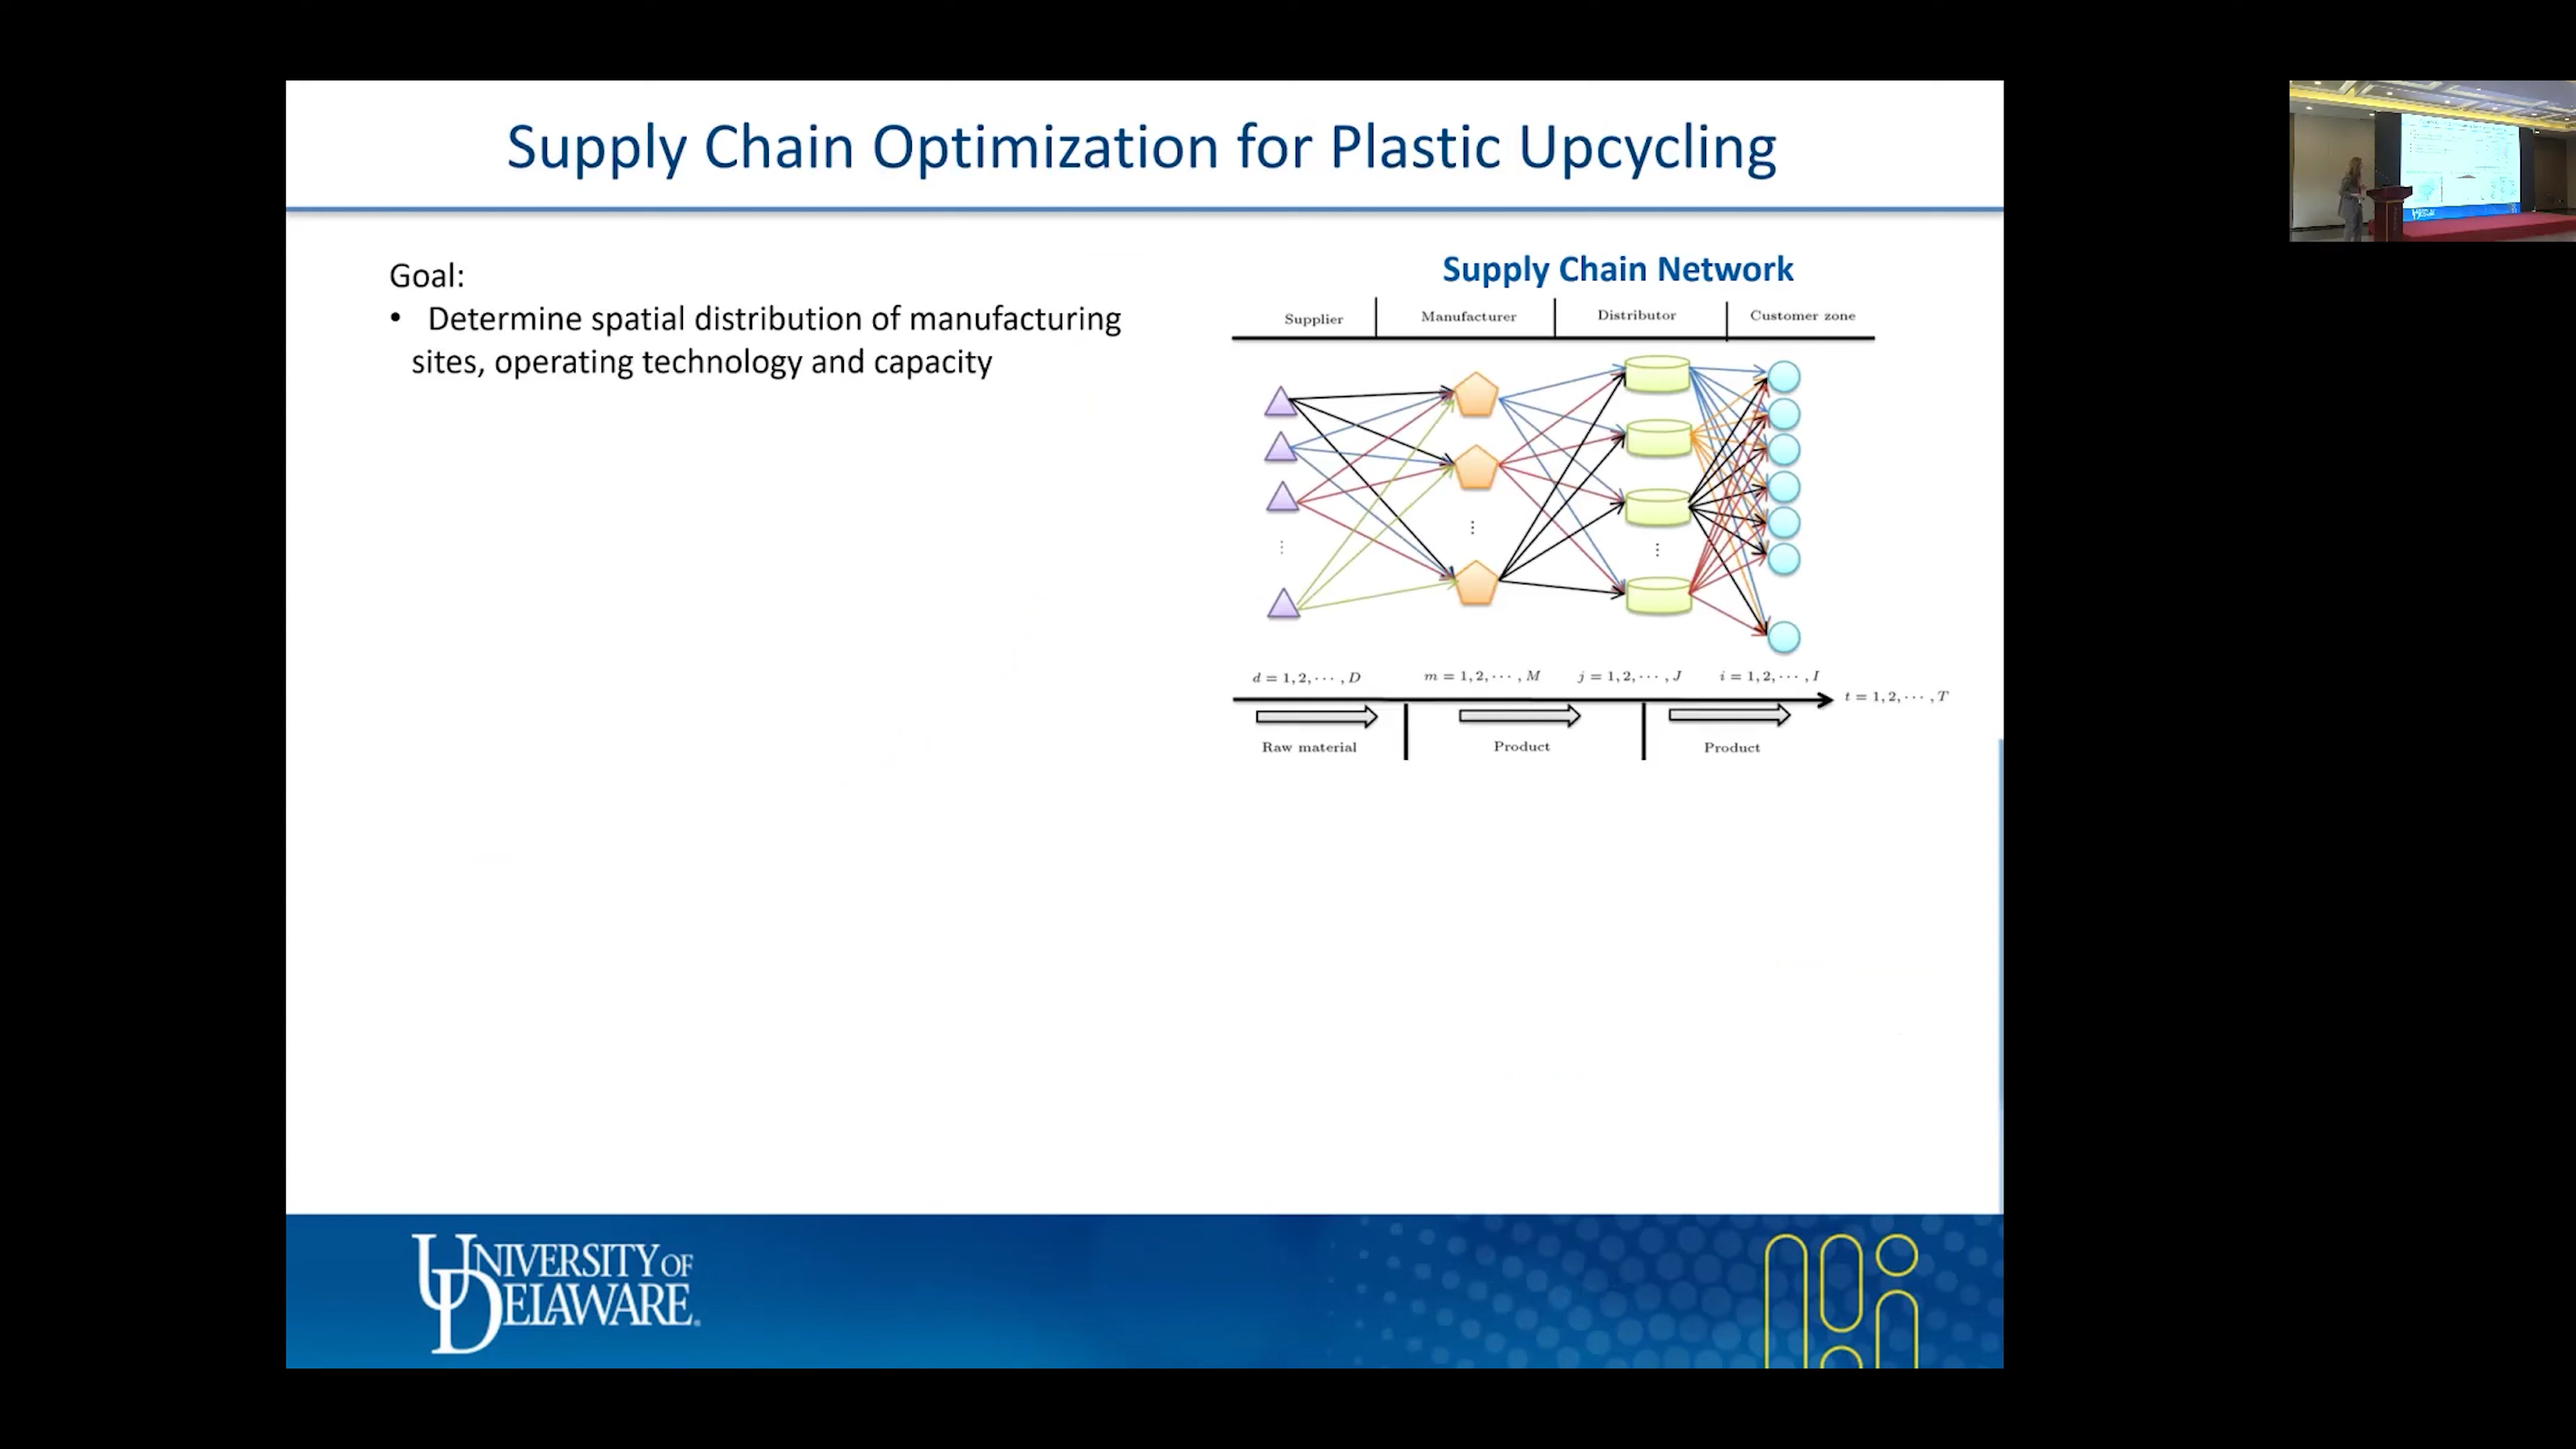 Supply Chain Optimization for Plastic Upcycling
Goal:
• Determine spatial distribution of manufacturing
sites, operating technology and capacity
Supply Chain Network
Supplier
Manufacturer
Distributor
Customer zone
⋮
⋮
⋮
d = 1, 2, ⋯ , D
m = 1, 2, ⋯ , M
j = 1, 2, ⋯ , J
i = 1, 2, ⋯ , I
t = 1, 2, ⋯ , T
Raw material
Product
Product
UNIVERSITY OF
DELAWARE.